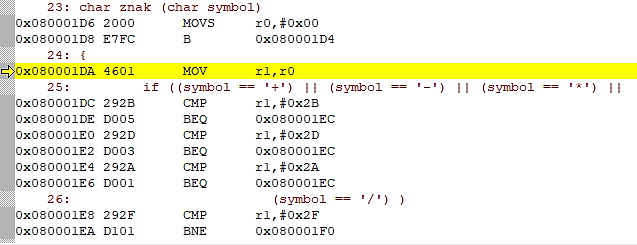 23: char znak (char symbol)
0x080001D6 2000 MOVS r0,#0x00
0x080001D8 E7FC B 0x080001D4
24: {
0x080001DA 4601 MOV r1,r0
25: if ((symbol == '+') || (symbol == '-') || (symbol == '*') ||
0x080001DC 292B CMP r1,#0x2B
0x080001DE D005 BEQ 0x080001EC
0x080001E0 292D CMP r1,#0x2D
0x080001E2 D003 BEQ 0x080001EC
0x080001E4 292A CMP r1,#0x2A
0x080001E6 D001 BEQ 0x080001EC
26: (symbol == '/') )
0x080001E8 292F CMP r1,#0x2F
0x080001EA D101 BNE 0x080001F0